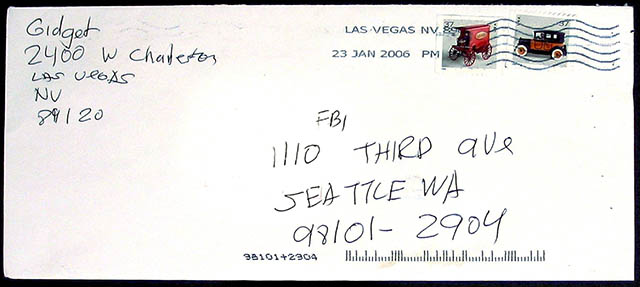 Gidget
2400 W Charleston
LAS VEGAS
NV
89120
LAS VEGAS NV 89
23 JAN 2006 PM
37
37
FBI
1110 THIRD ave
SEATTLE WA
98101-2904
98101+2904